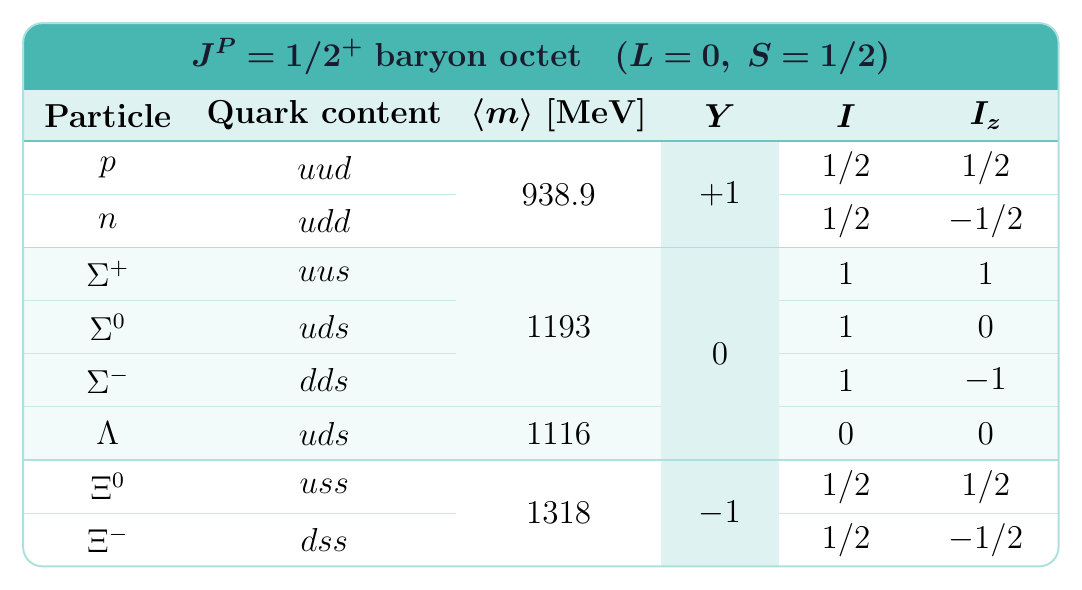 J^P = 1/2^+ baryon octet (L = 0, S = 1/2)
Particle Quark content ⟨m⟩ [MeV] Y I I_z
p uud 938.9 +1 1/2 1/2
n udd 1/2 −1/2
Σ^+ uus 1193 0 1 1
Σ^0 uds 1 0
Σ^− dds 1 −1
Λ uds 1116 0 0
Ξ^0 uss 1318 −1 1/2 1/2
Ξ^− dss 1/2 −1/2